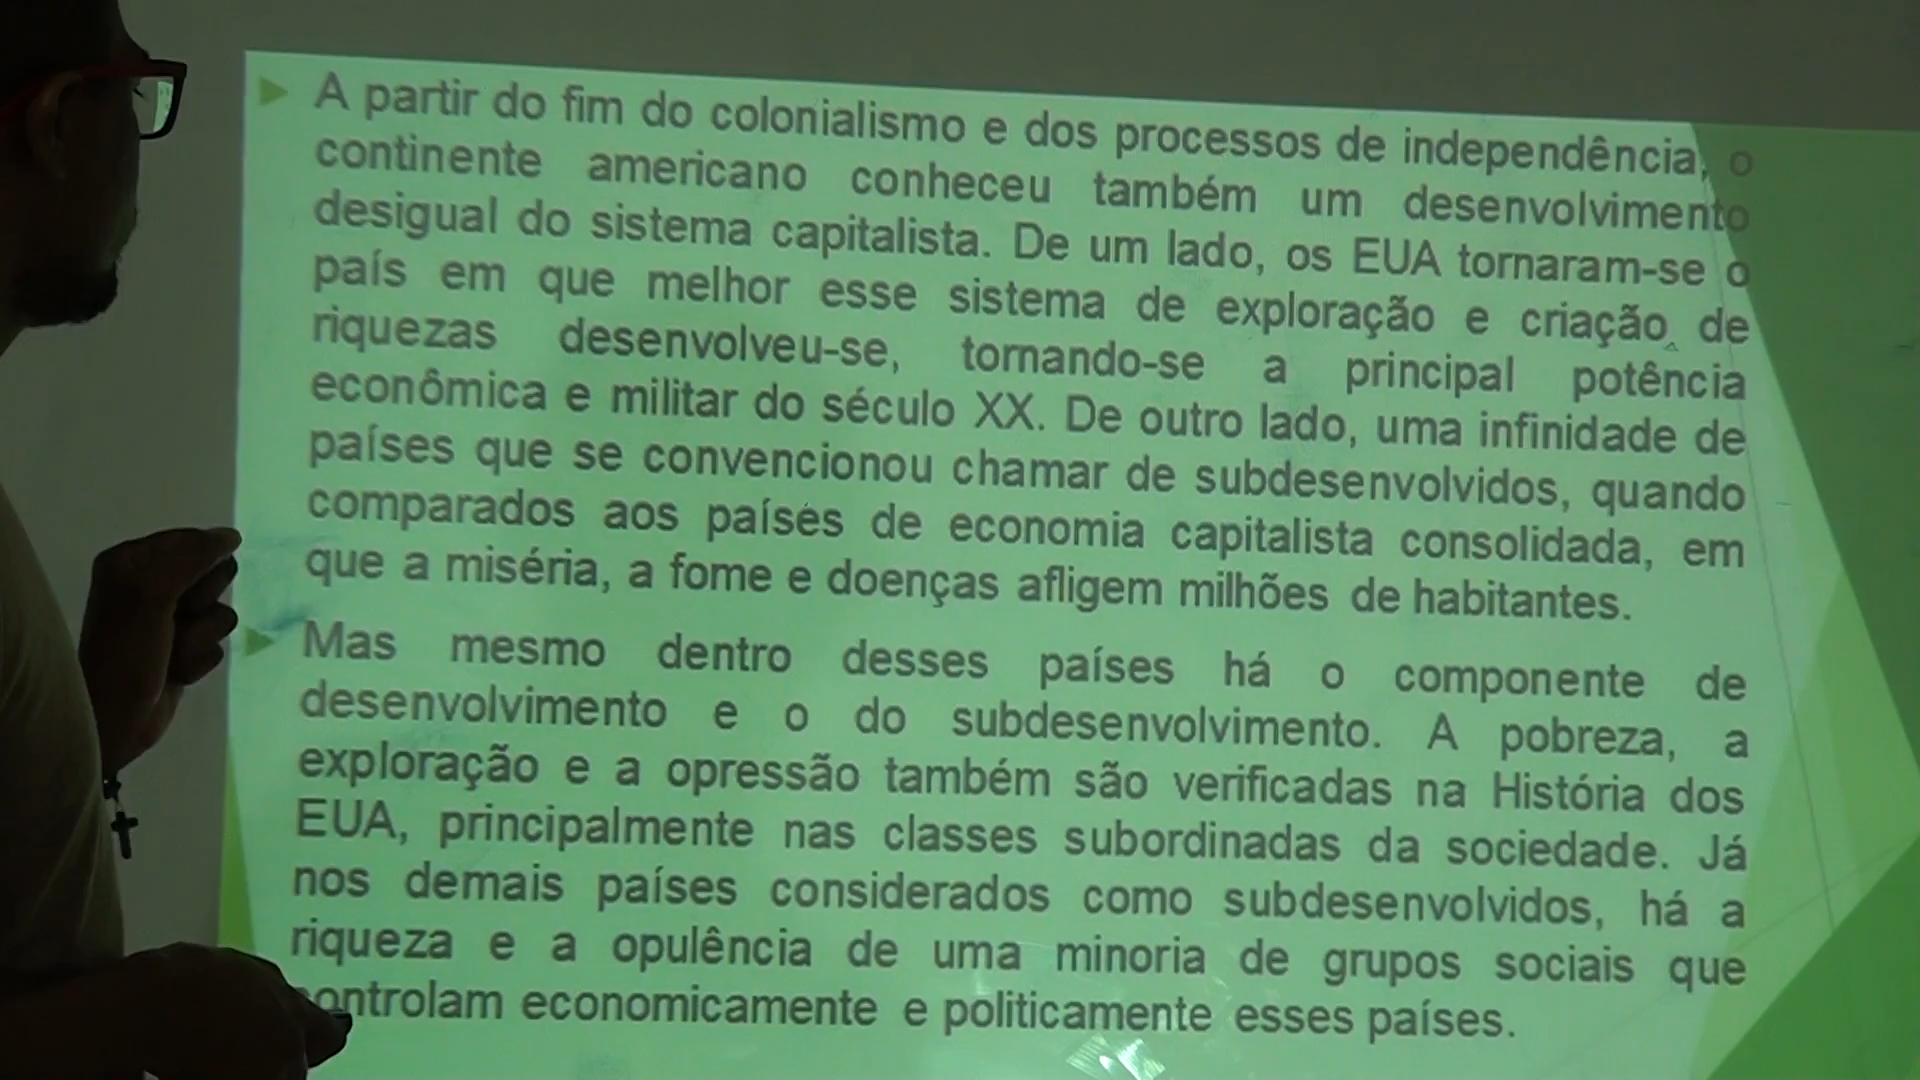 A partir do fim do colonialismo e dos processos de independência, o
continente americano conheceu também um desenvolvimento
desigual do sistema capitalista. De um lado, os EUA tornaram-se o
país em que melhor esse sistema de exploração e criação de
riquezas desenvolveu-se, tornando-se a principal potência
econômica e militar do século XX. De outro lado, uma infinidade de
países que se convencionou chamar de subdesenvolvidos, quando
comparados aos países de economia capitalista consolidada, em
que a miséria, a fome e doenças afligem milhões de habitantes.
Mas mesmo dentro desses países há o componente de
desenvolvimento e o do subdesenvolvimento. A pobreza, a
exploração e a opressão também são verificadas na História dos
EUA, principalmente nas classes subordinadas da sociedade. Já
nos demais países considerados como subdesenvolvidos, há a
riqueza e a opulência de uma minoria de grupos sociais que
controlam economicamente e politicamente esses países.